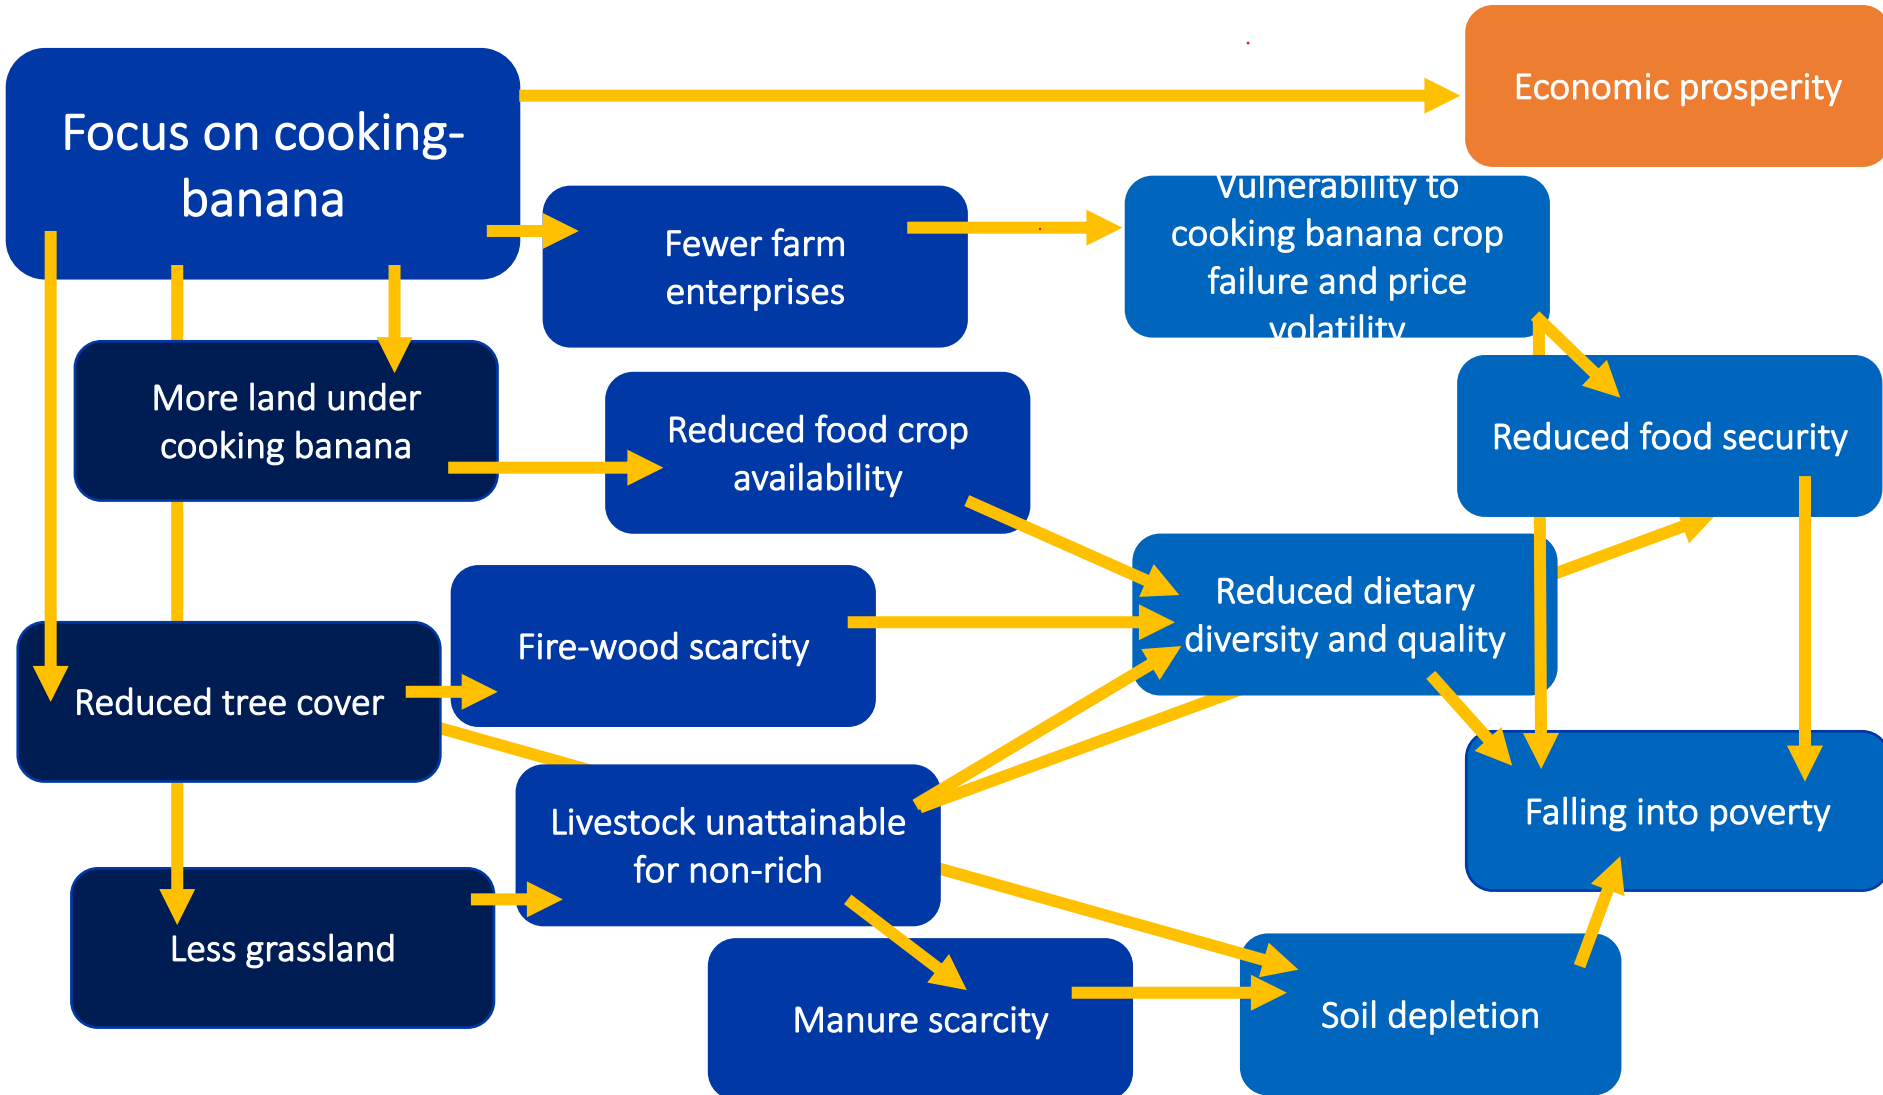 Economic prosperity
Focus on cooking-
banana
Vulnerability to
cooking banana crop
failure and price
volatility
Fewer farm
enterprises
More land under
cooking banana
Reduced food crop
availability
Reduced food security
Fire-wood scarcity
Reduced dietary
diversity and quality
Reduced tree cover
Livestock unattainable
for non-rich
Falling into poverty
Less grassland
Manure scarcity
Soil depletion